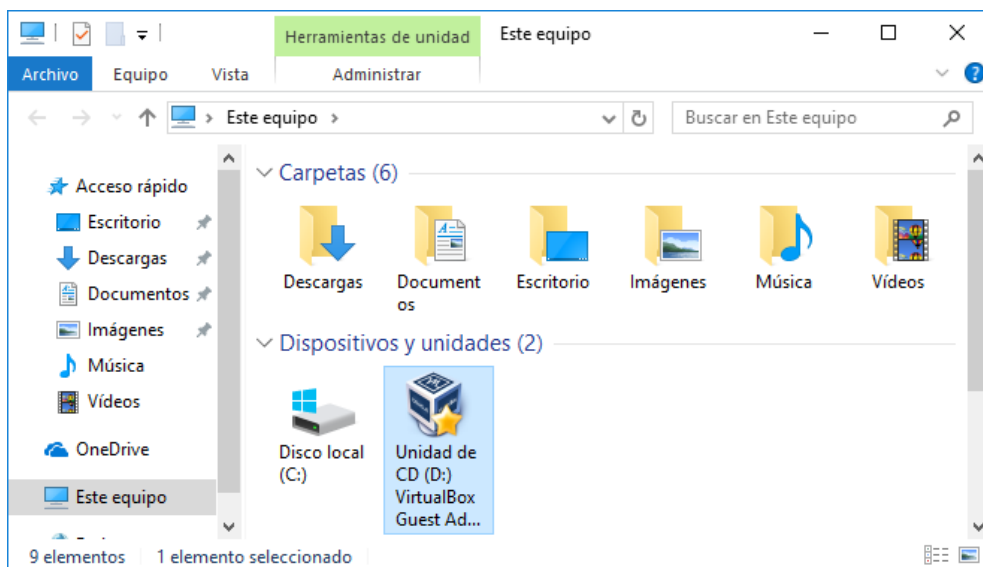 Herramientas de unidad
Este equipo
Archivo
Equipo
Vista
Administrar
Este equipo
Buscar en Este equipo
Acceso rápido
Escritorio
Descargas
Documentos
Imágenes
Música
Vídeos
OneDrive
Este equipo
Carpetas (6)
Descargas
Document
os
Escritorio
Imágenes
Música
Vídeos
Dispositivos y unidades (2)
Disco local
(C:)
Unidad de
CD (D:)
VirtualBox
Guest Ad...
9 elementos
1 elemento seleccionado